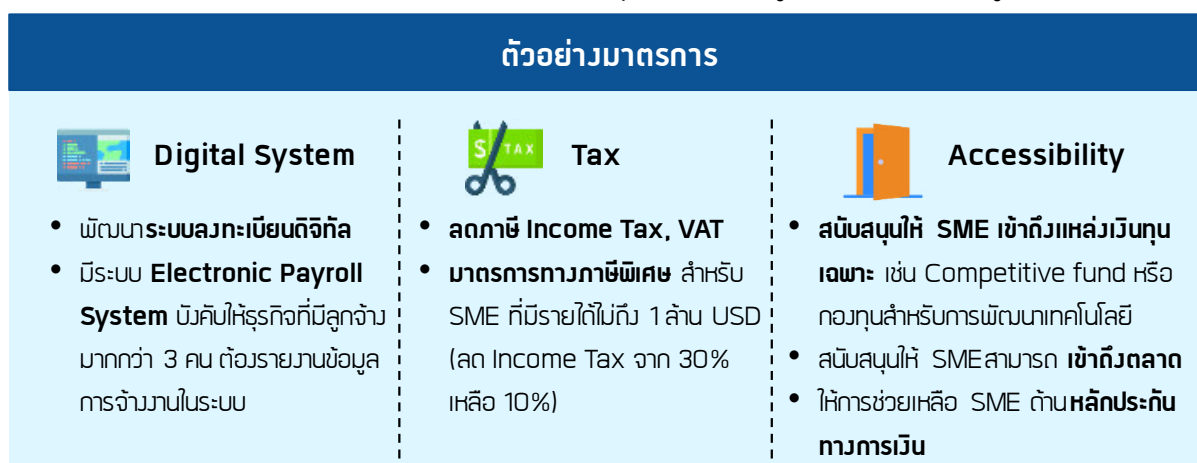 ตัวอย่างมาตรการ
Digital System
• พัฒนาระบบลงทะเบียนดิจิทัล
• มีระบบ Electronic Payroll
System บังคับให้ธุรกิจที่มีลูกจ้าง
มากกว่า 3 คน ต้องรายงานข้อมูล
การจ้างงานในระบบ
$/TAX
Tax
• ลดภาษี Income Tax, VAT
• มาตรการทางภาษีพิเศษ สำหรับ
SME ที่มีรายได้ไม่ถึง 1 ล้าน USD
(ลด Income Tax จาก 30%
เหลือ 10%)
Accessibility
• สนับสนุนให้ SME เข้าถึงแหล่งเงินทุน
เฉพาะ เช่น Competitive fund หรือ
กองทุนสำหรับการพัฒนาเทคโนโลยี
• สนับสนุนให้ SMEสามารถ เข้าถึงตลาด
• ให้การช่วยเหลือ SME ด้านหลักประกัน
ทางการเงิน